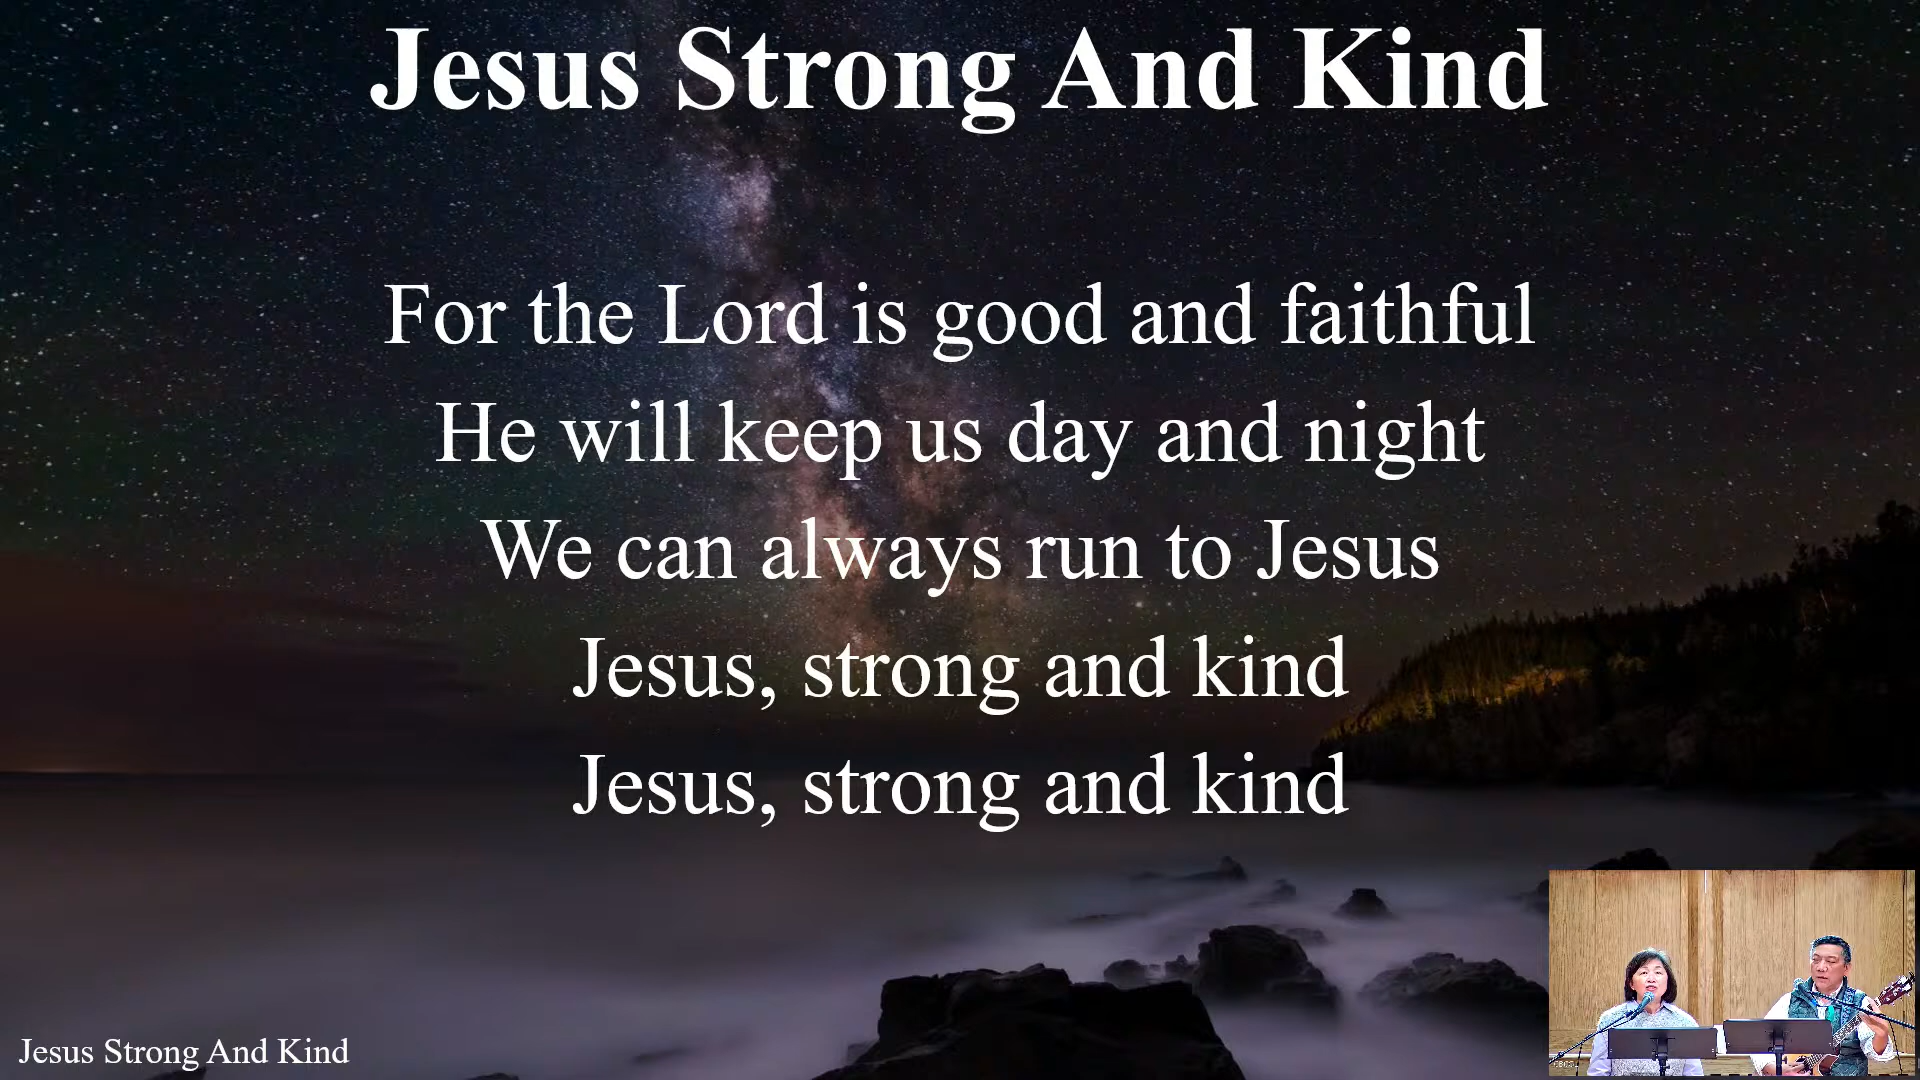 Jesus Strong And Kind
For the Lord is good and faithful
He will keep us day and night
We can always run to Jesus
Jesus, strong and kind
Jesus, strong and kind
Jesus Strong And Kind